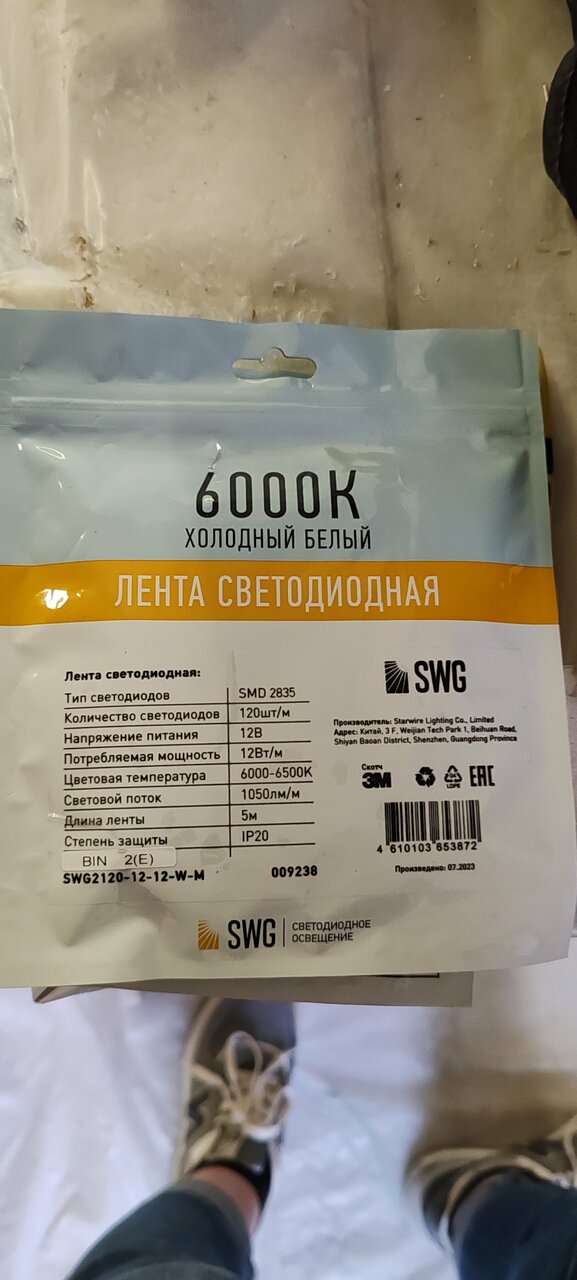 6000К
ХОЛОДНЫЙ БЕЛЫЙ
ЛЕНТА СВЕТОДИОДНАЯ
Лента светодиодная:
Тип светодиодов SMD 2835
Количество светодиодов 120шт/м
Напряжение питания 12В
Потребляемая мощность 12Вт/м
Цветовая температура 6000-6500К
Световой поток 1050лм/м
Длина ленты 5м
Степень защиты IP20
BIN 2(E)
SWG2120-12-12-W-M 009238
SWG
Производитель: Starwire Lighting Co., Limited
Адрес: Китай, 3 F, Weijian Tech Park 1, Beihuan Road,
Shiyan Baoan District, Shenzhen, Guangdong Province
Скотч
3M
LDPE
EAC
4 610103 653872
Произведено: 07.2023
SWG
СВЕТОДИОДНОЕ
ОСВЕЩЕНИЕ